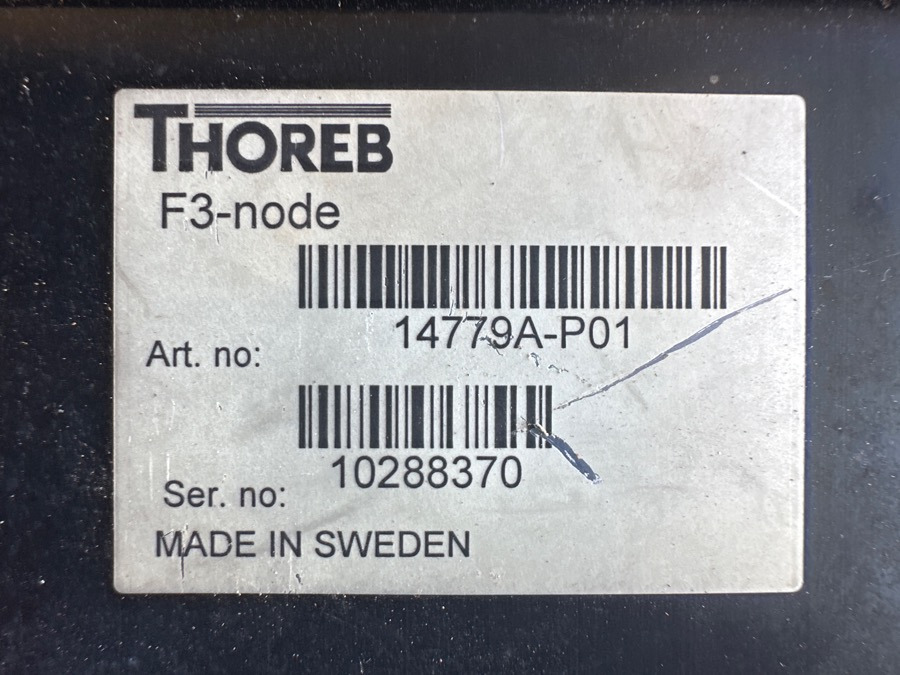 THOREB
F3-node
14779A-P01
Art. no:
10288370
Ser. no:
MADE IN SWEDEN